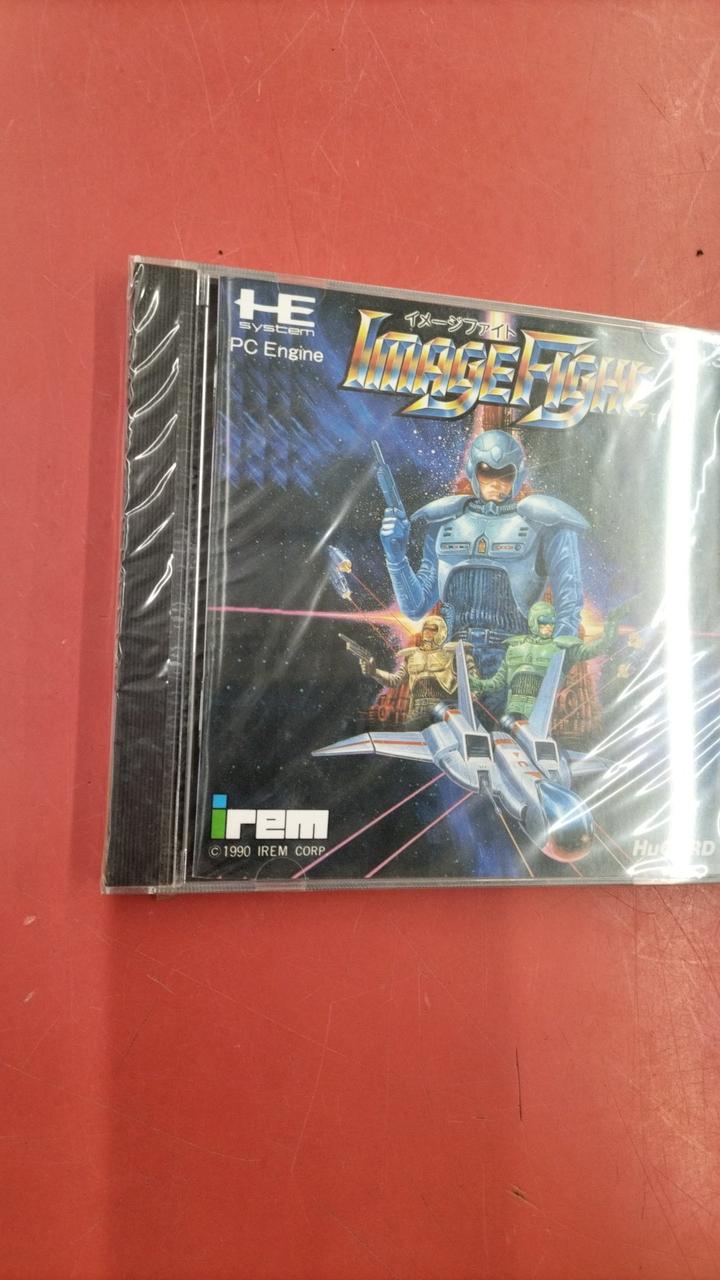 HE
system
PC Engine
イメージファイト
IMAGE FIGHT
irem
© 1990 IREM CORP